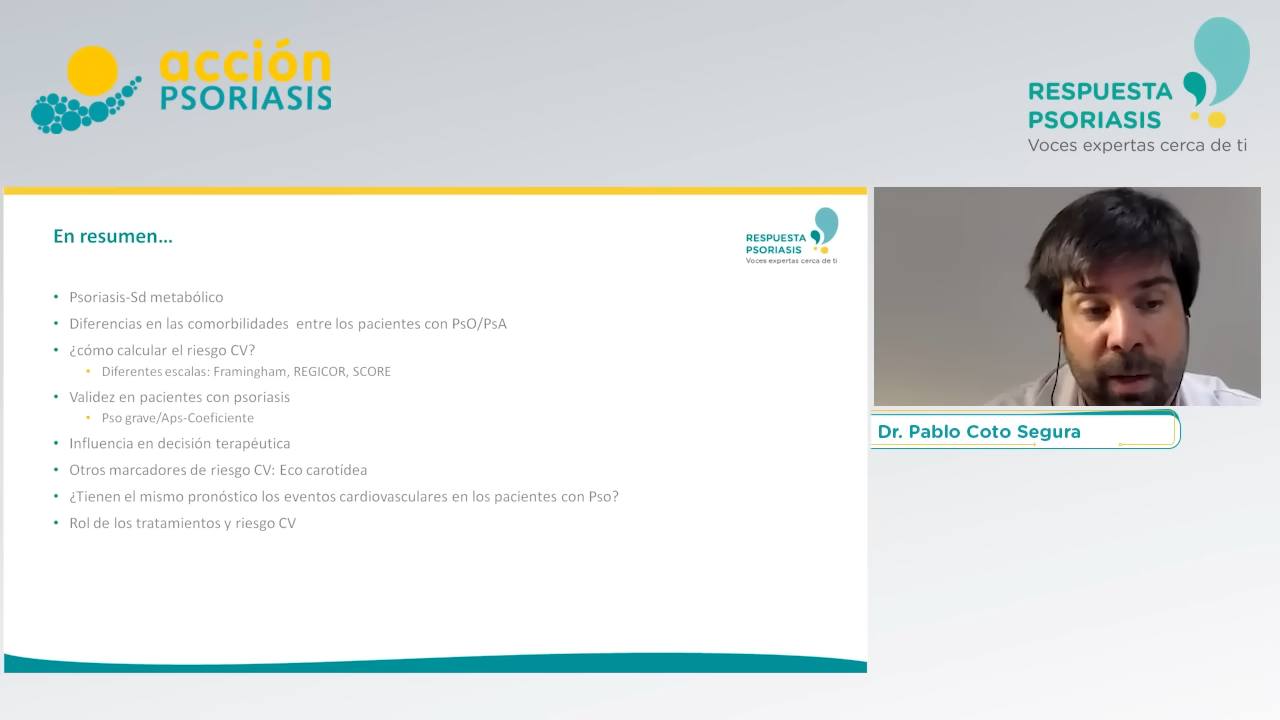 acción
PSORIASIS
RESPUESTA
PSORIASIS
Voces expertas cerca de ti
En resumen...
RESPUESTA
PSORIASIS
Voces expertas cerca de ti
• Psoriasis-Sd metabólico
• Diferencias en las comorbilidades entre los pacientes con PsO/PsA
• ¿cómo calcular el riesgo CV?
• Diferentes escalas: Framingham, REGICOR, SCORE
• Validez en pacientes con psoriasis
• Pso grave/Aps-Coeficiente
• Influencia en decisión terapéutica
• Otros marcadores de riesgo CV: Eco carotídea
• ¿Tienen el mismo pronóstico los eventos cardiovasculares en los pacientes con Pso?
• Rol de los tratamientos y riesgo CV
Dr. Pablo Coto Segura